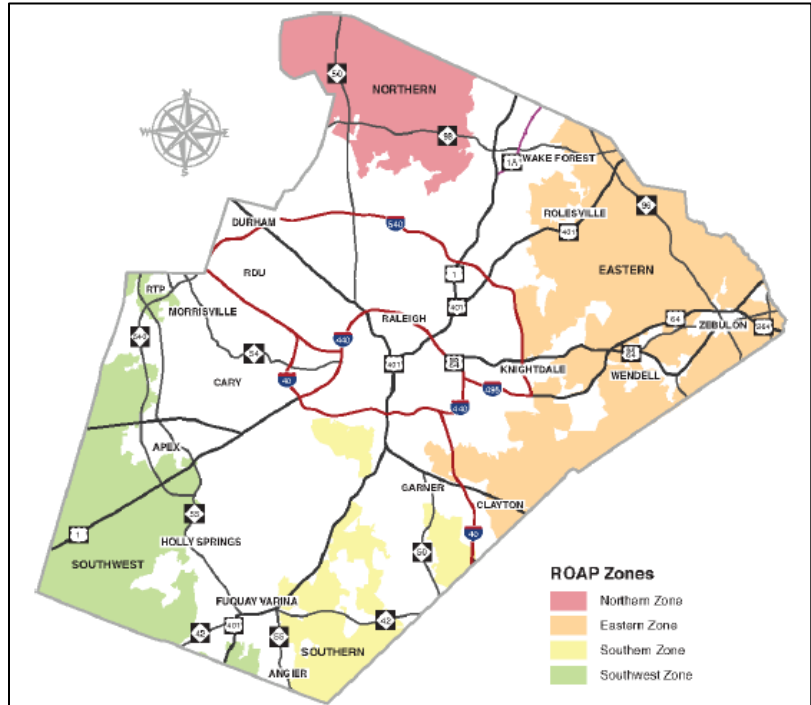 50
NORTHERN
98
N
W E
S
1A
WAKE FOREST
96
ROLESVILLE
401
DURHAM
540
EASTERN
RDU
1
RTP
401
MORRISVILLE
RALEIGH
64
ZEBULON
264
540
440
54
401
64
64
KNIGHTDALE
WENDELL
CARY
40
495
440
APEX
GARNER
CLAYTON
55
40
1
HOLLY SPRINGS
50
SOUTHWEST
ROAP Zones
Northern Zone
FUQUAY VARINA
Eastern Zone
42
401
55
42
SOUTHERN
Southern Zone
ANGIER
Southwest Zone